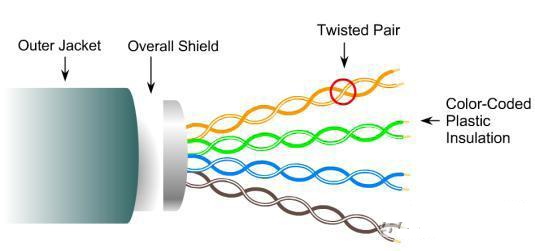 Twisted Pair
Outer Jacket
Overall Shield
Color-Coded
Plastic
Insulation